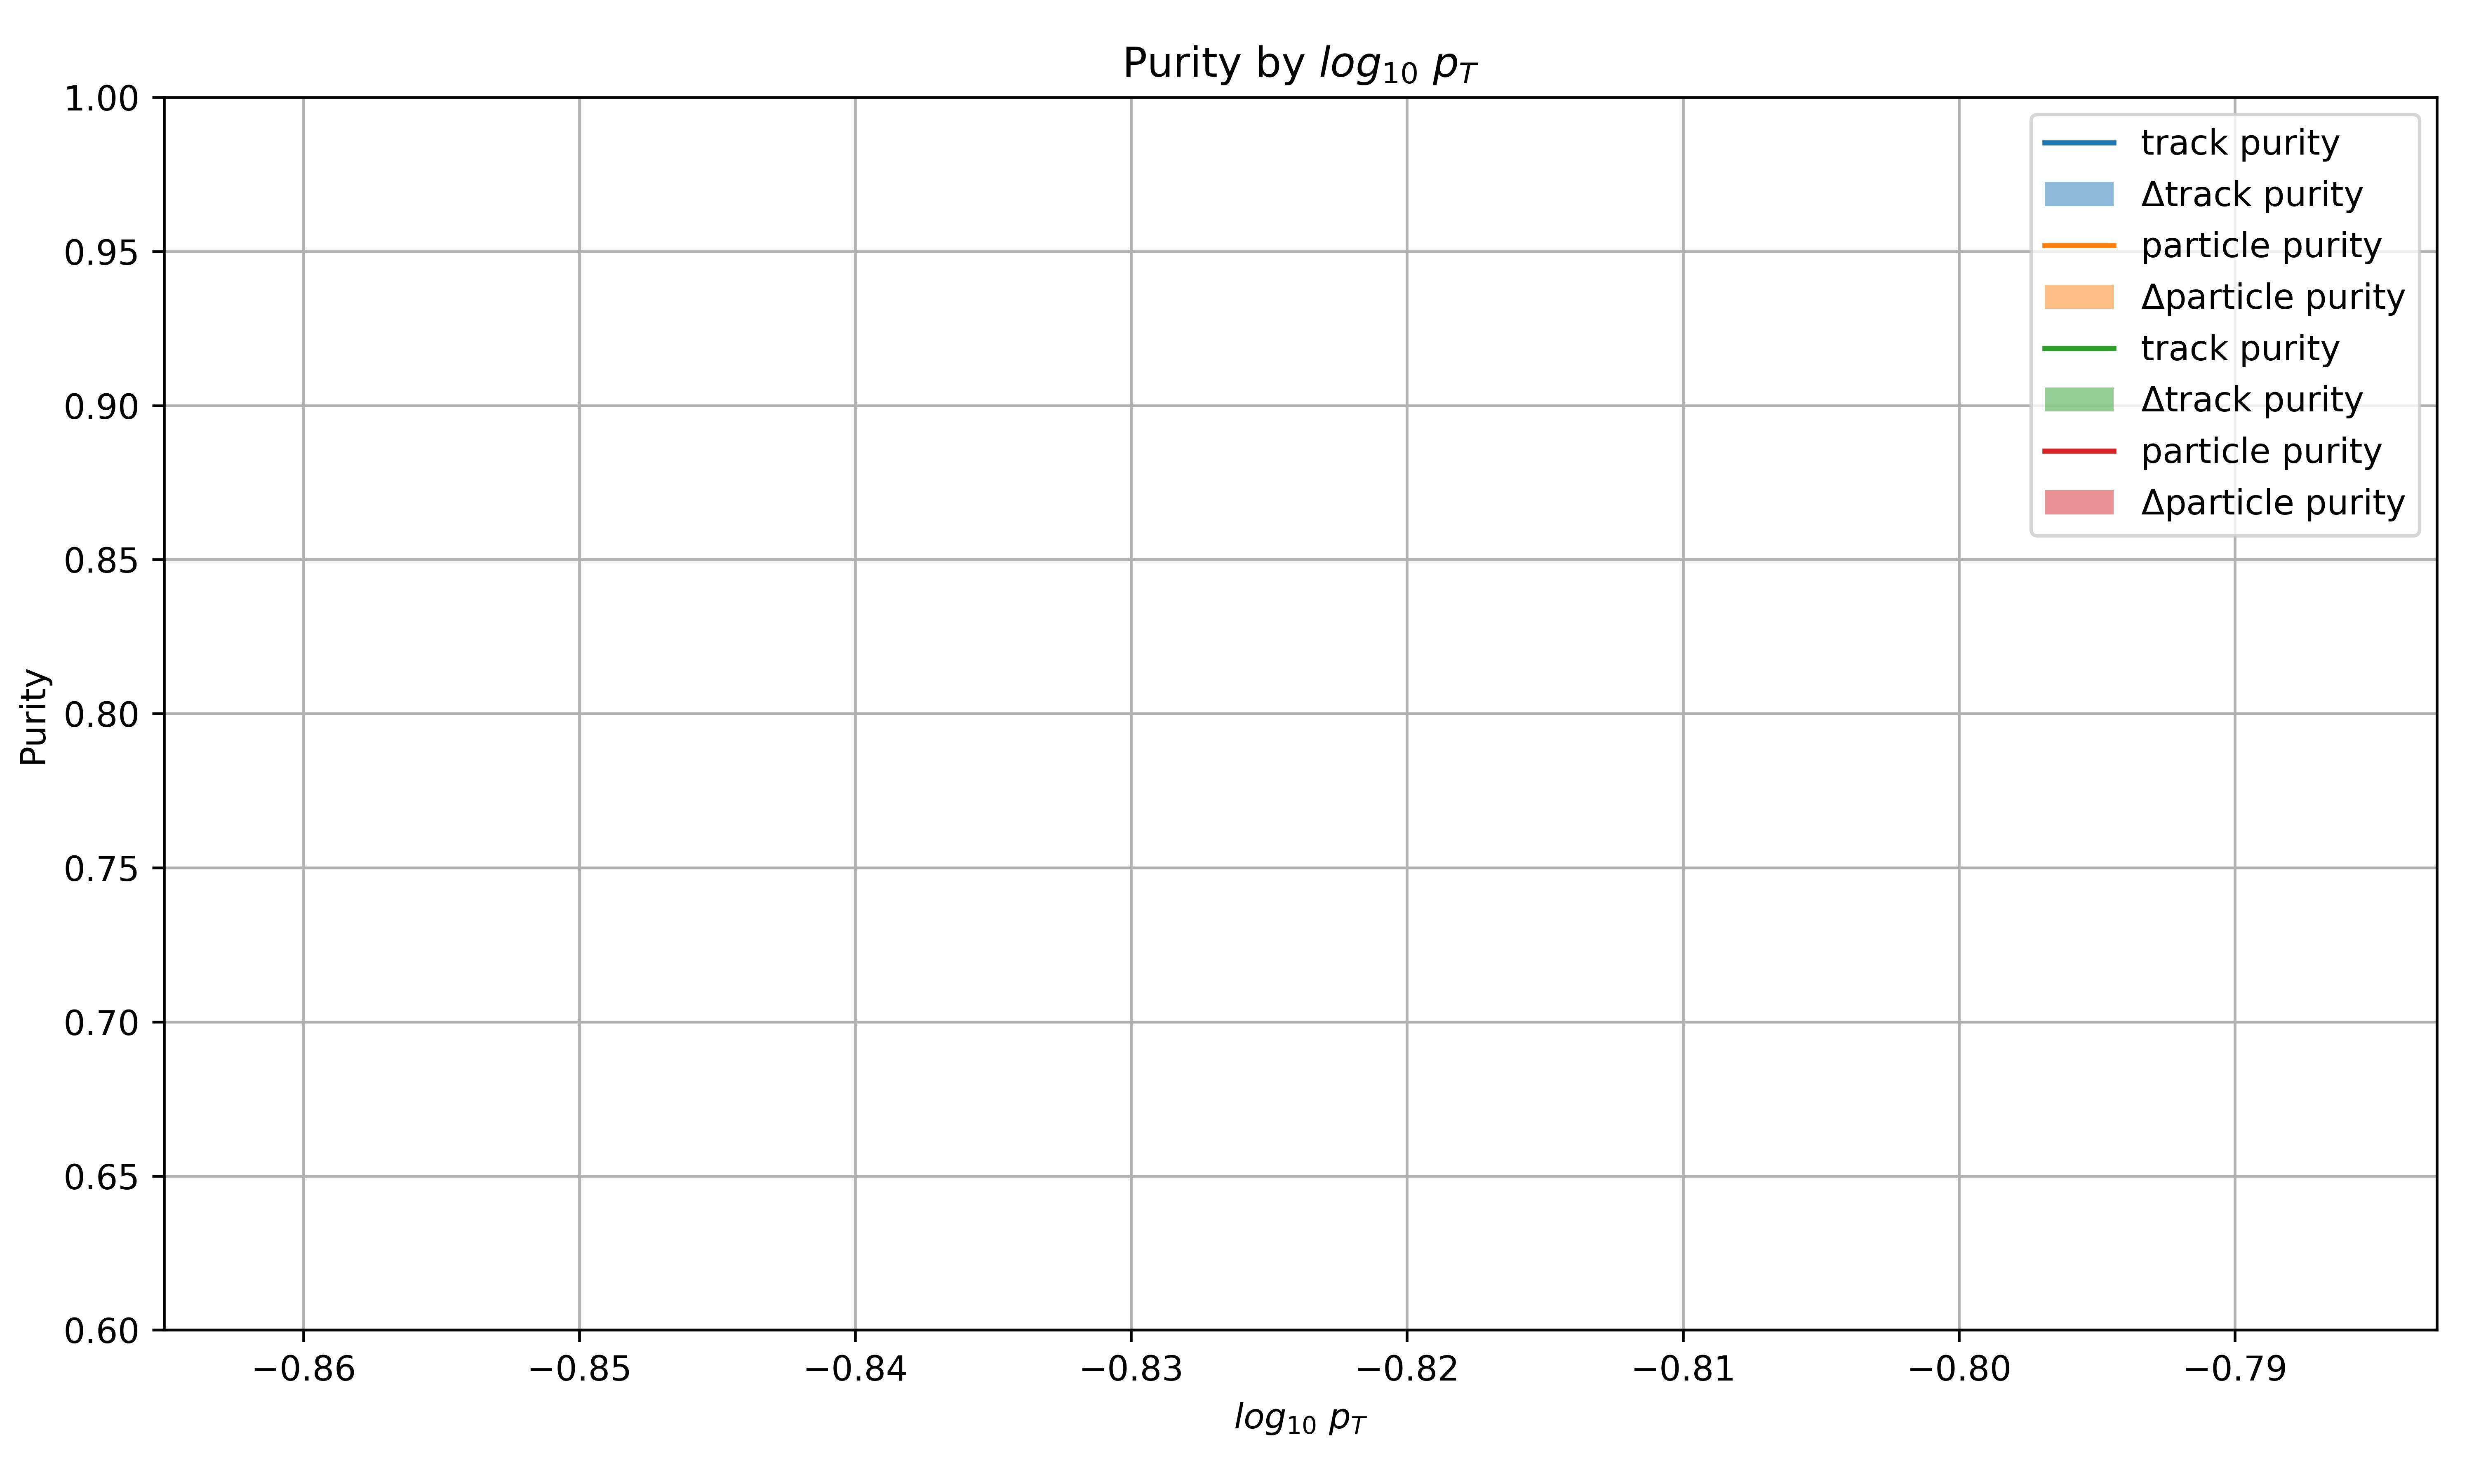 Purity by log₁₀ p_T
1.00
0.95
0.90
0.85
0.80
0.75
0.70
0.65
0.60
Purity
track purity
Δtrack purity
particle purity
Δparticle purity
track purity
Δtrack purity
particle purity
Δparticle purity
−0.86 −0.85 −0.84 −0.83 −0.82 −0.81 −0.80 −0.79
log₁₀ p_T